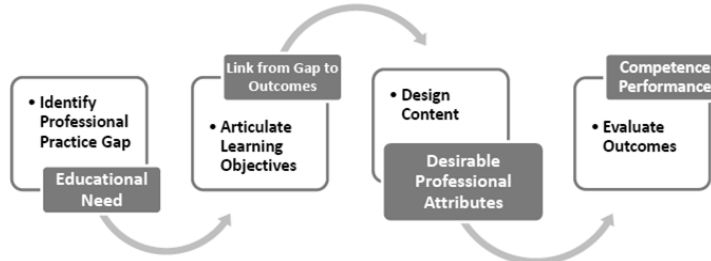 • Identify
Professional
Practice Gap
Educational
Need
Link from Gap to
Outcomes
• Articulate
Learning
Objectives
• Design
Content
Desirable
Professional
Attributes
Competence
Performance
• Evaluate
Outcomes